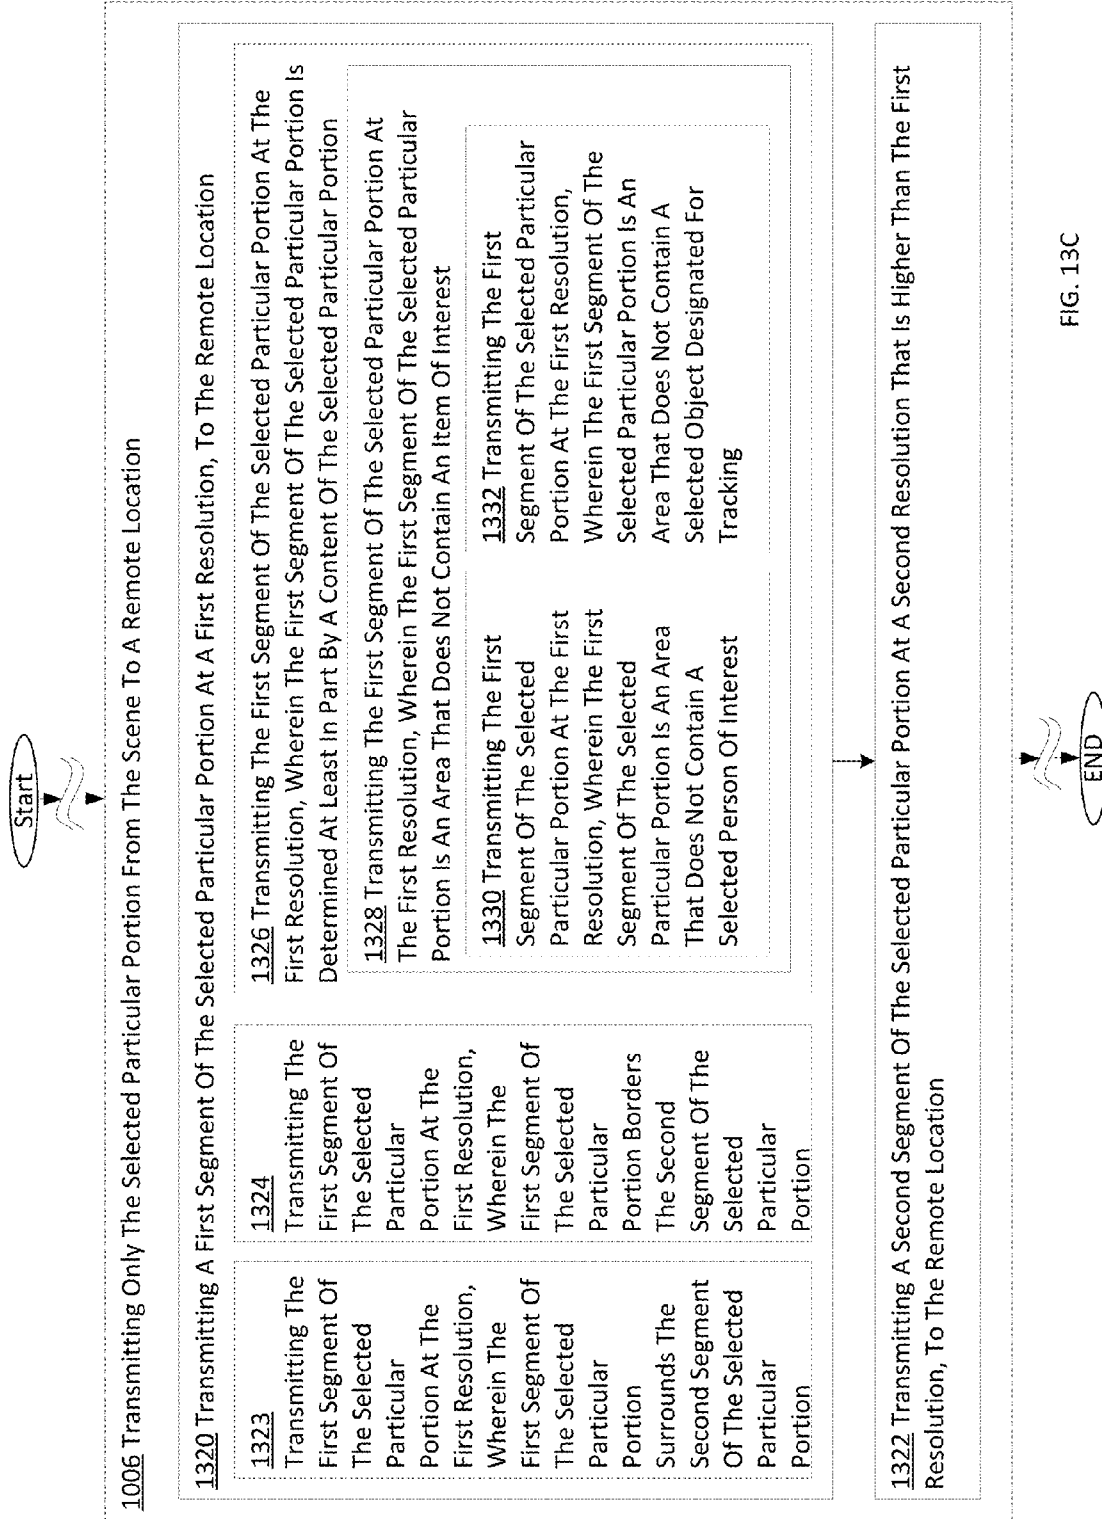 Start
1006 Transmitting Only The Selected Particular Portion From The Scene To A Remote Location
1320 Transmitting A First Segment Of The Selected Particular Portion At A First Resolution, To The Remote Location
1323
Transmitting The
First Segment Of
The Selected
Particular
Portion At The
First Resolution,
Wherein The
First Segment Of
The Selected
Particular
Portion
Surrounds The
Second Segment
Of The Selected
Particular
Portion
1324
Transmitting The
First Segment Of
The Selected
Particular
Portion At The
First Resolution,
Wherein The
First Segment Of
The Selected
Particular
Portion Borders
The Second
Segment Of The
Selected
Particular
Portion
1326 Transmitting The First Segment Of The Selected Particular Portion At The
First Resolution, Wherein The First Segment Of The Selected Particular Portion Is
Determined At Least In Part By A Content Of The Selected Particular Portion
1328 Transmitting The First Segment Of The Selected Particular Portion At
The First Resolution, Wherein The First Segment Of The Selected Particular
Portion Is An Area That Does Not Contain An Item Of Interest
1330 Transmitting The First
Segment Of The Selected
Particular Portion At The First
Resolution, Wherein The First
Segment Of The Selected
Particular Portion Is An Area
That Does Not Contain A
Selected Person Of Interest
1332 Transmitting The First
Segment Of The Selected Particular
Portion At The First Resolution,
Wherein The First Segment Of The
Selected Particular Portion Is An
Area That Does Not Contain A
Selected Object Designated For
Tracking
1322 Transmitting A Second Segment Of The Selected Particular Portion At A Second Resolution That Is Higher Than The First
Resolution, To The Remote Location
END
FIG. 13C